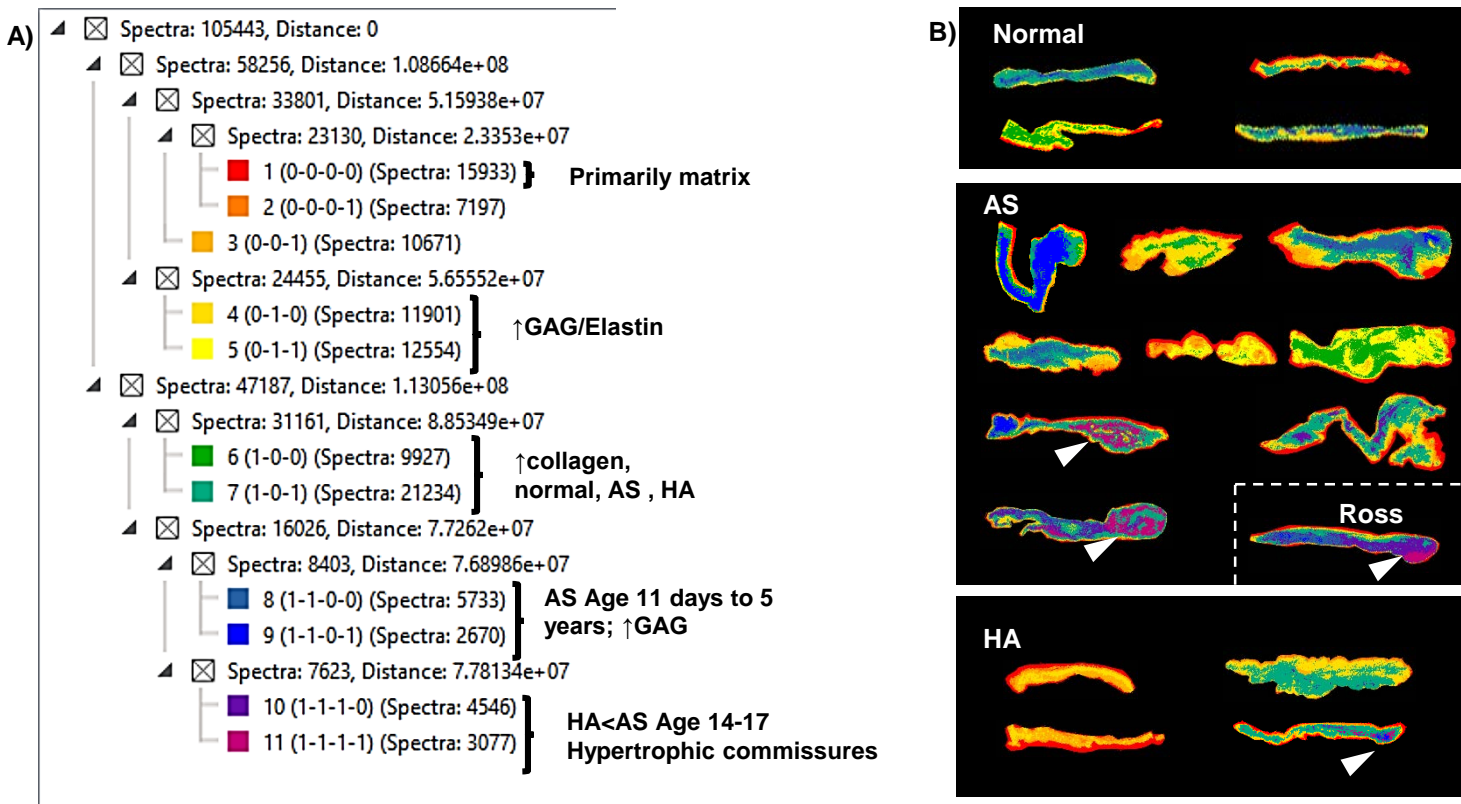 A)
Spectra: 105443, Distance: 0
Spectra: 58256, Distance: 1.08664e+08
Spectra: 33801, Distance: 5.15938e+07
Spectra: 23130, Distance: 2.3353e+07
1 (0-0-0-0) (Spectra: 15933)
Primarily matrix
2 (0-0-0-1) (Spectra: 7197)
3 (0-0-1) (Spectra: 10671)
Spectra: 24455, Distance: 5.65552e+07
4 (0-1-0) (Spectra: 11901)
5 (0-1-1) (Spectra: 12554)
↑GAG/Elastin
Spectra: 47187, Distance: 1.13056e+08
Spectra: 31161, Distance: 8.85349e+07
6 (1-0-0) (Spectra: 9927)
7 (1-0-1) (Spectra: 21234)
↑collagen,
normal, AS , HA
Spectra: 16026, Distance: 7.7262e+07
Spectra: 8403, Distance: 7.68986e+07
8 (1-1-0-0) (Spectra: 5733)
9 (1-1-0-1) (Spectra: 2670)
AS Age 11 days to 5
years; ↑GAG
Spectra: 7623, Distance: 7.78134e+07
10 (1-1-1-0) (Spectra: 4546)
11 (1-1-1-1) (Spectra: 3077)
HA<AS Age 14-17
Hypertrophic commissures
B)
Normal
AS
Ross
HA